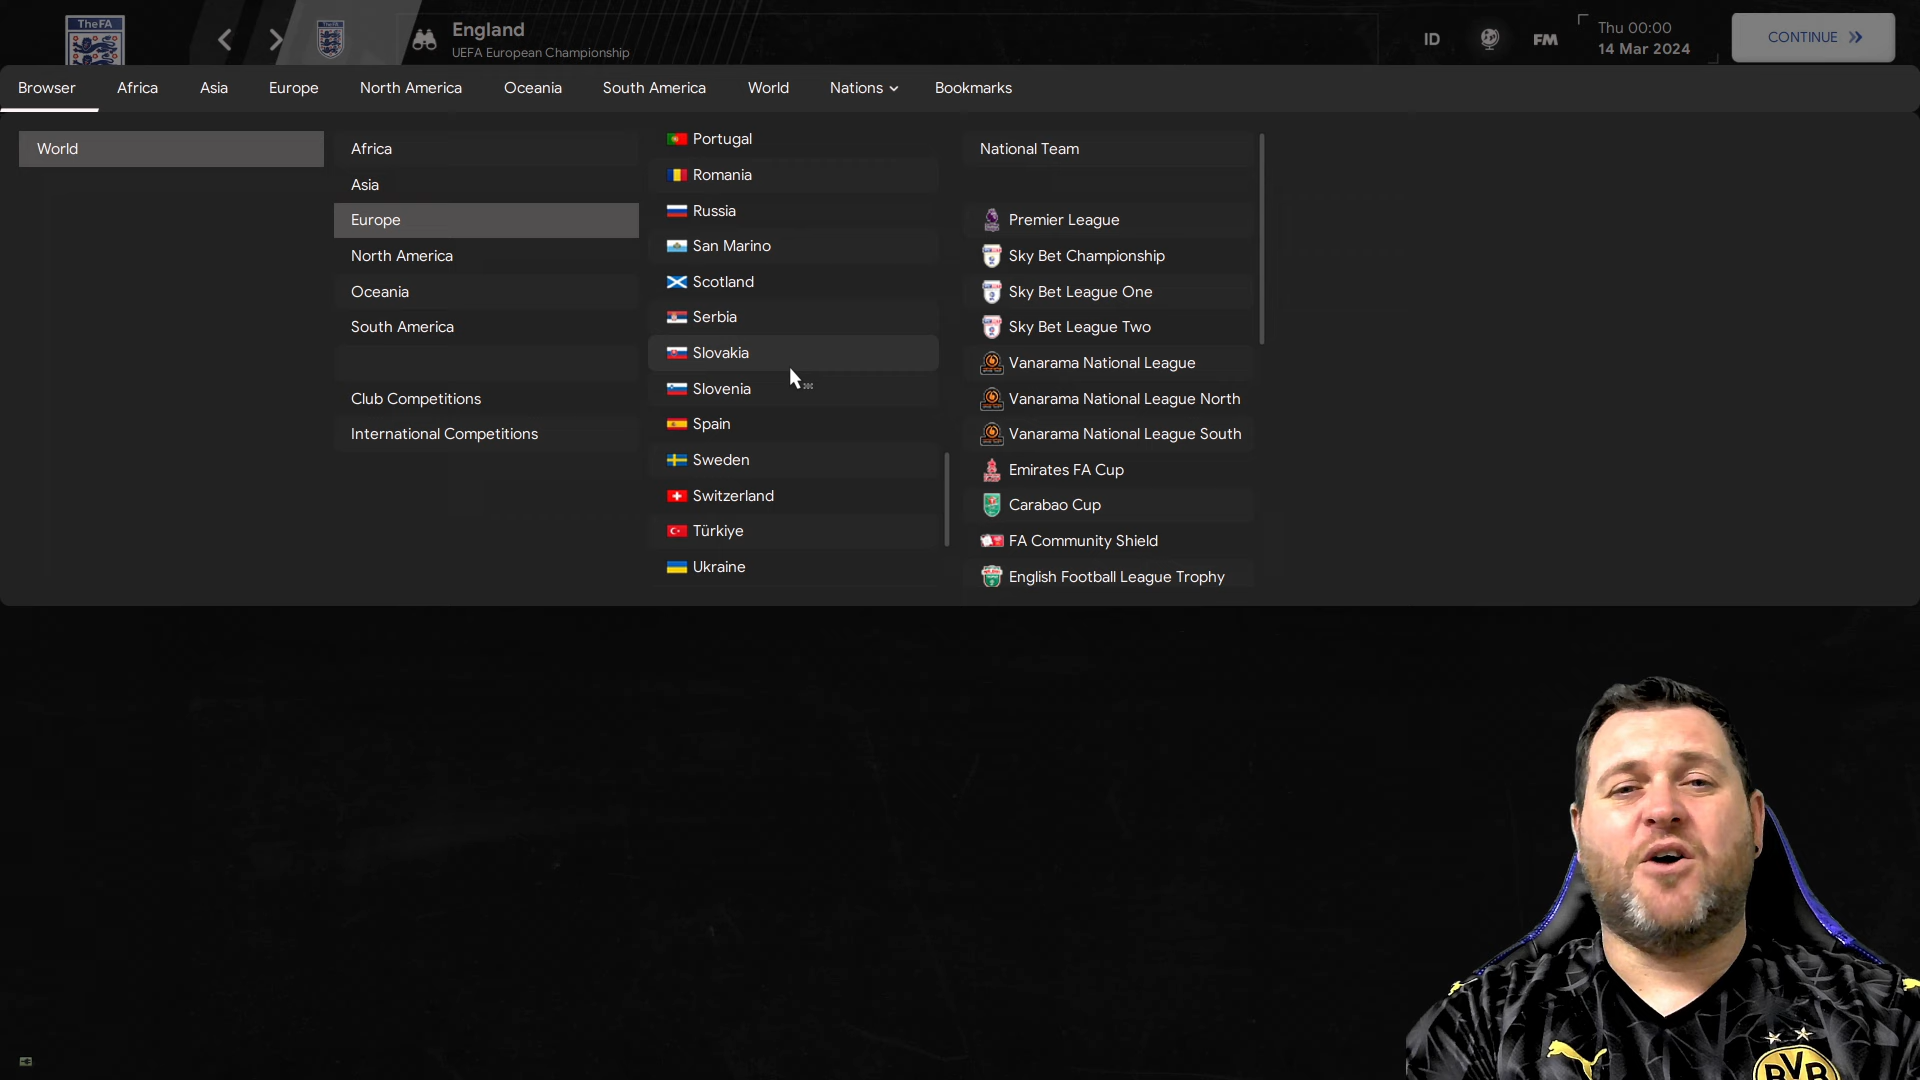 TheFA
England
UEFA European Championship
ID
FM
Thu 00:00
14 Mar 2024
CONTINUE
Browser
Africa
Asia
Europe
North America
Oceania
South America
World
Nations
Bookmarks
World
Africa
Asia
Europe
North America
Oceania
South America
Club Competitions
International Competitions
Portugal
Romania
Russia
San Marino
Scotland
Serbia
Slovakia
Slovenia
Spain
Sweden
Switzerland
Türkiye
Ukraine
National Team
Premier League
Sky Bet Championship
Sky Bet League One
Sky Bet League Two
Vanarama National League
Vanarama National League North
Vanarama National League South
Emirates FA Cup
Carabao Cup
FA Community Shield
English Football League Trophy
BVB